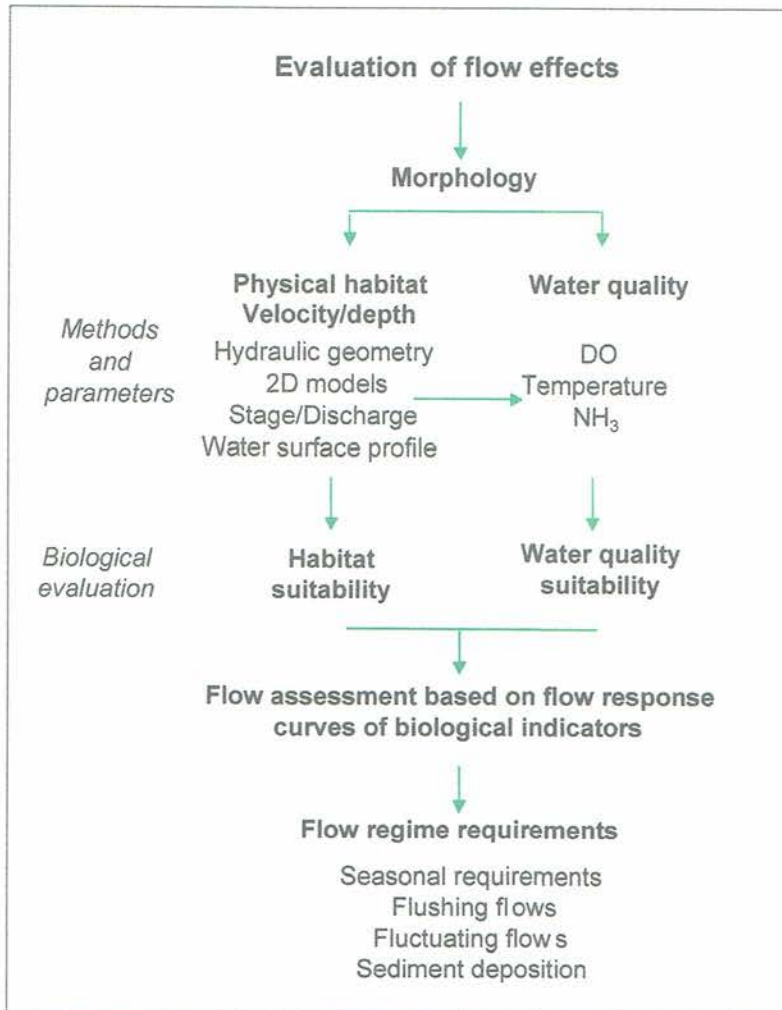 Evaluation of flow effects
Morphology
Physical habitat
Velocity/depth
Water quality
Methods
and
parameters
Hydraulic geometry
2D models
Stage/Discharge
Water surface profile
DO
Temperature
NH₃
Biological
evaluation
Habitat
suitability
Water quality
suitability
Flow assessment based on flow response
curves of biological indicators
Flow regime requirements
Seasonal requirements
Flushing flows
Fluctuating flows
Sediment deposition